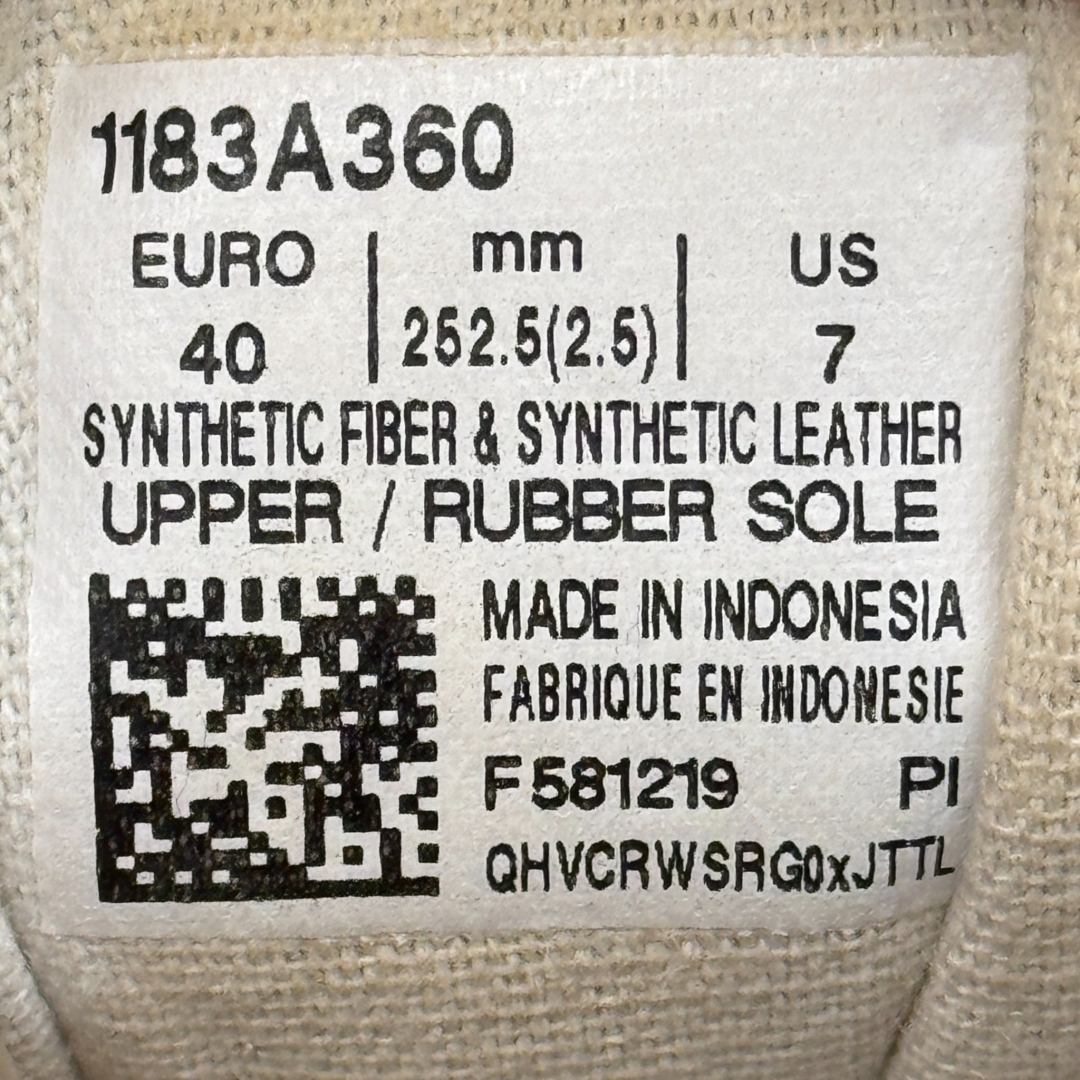 1183A360
EURO | mm | US
40 | 252.5(2.5) | 7
SYNTHETIC FIBER & SYNTHETIC LEATHER
UPPER / RUBBER SOLE
MADE IN INDONESIA
FABRIQUE EN INDONESIE
F581219 PI
QHVCRWSRG0xJTTL